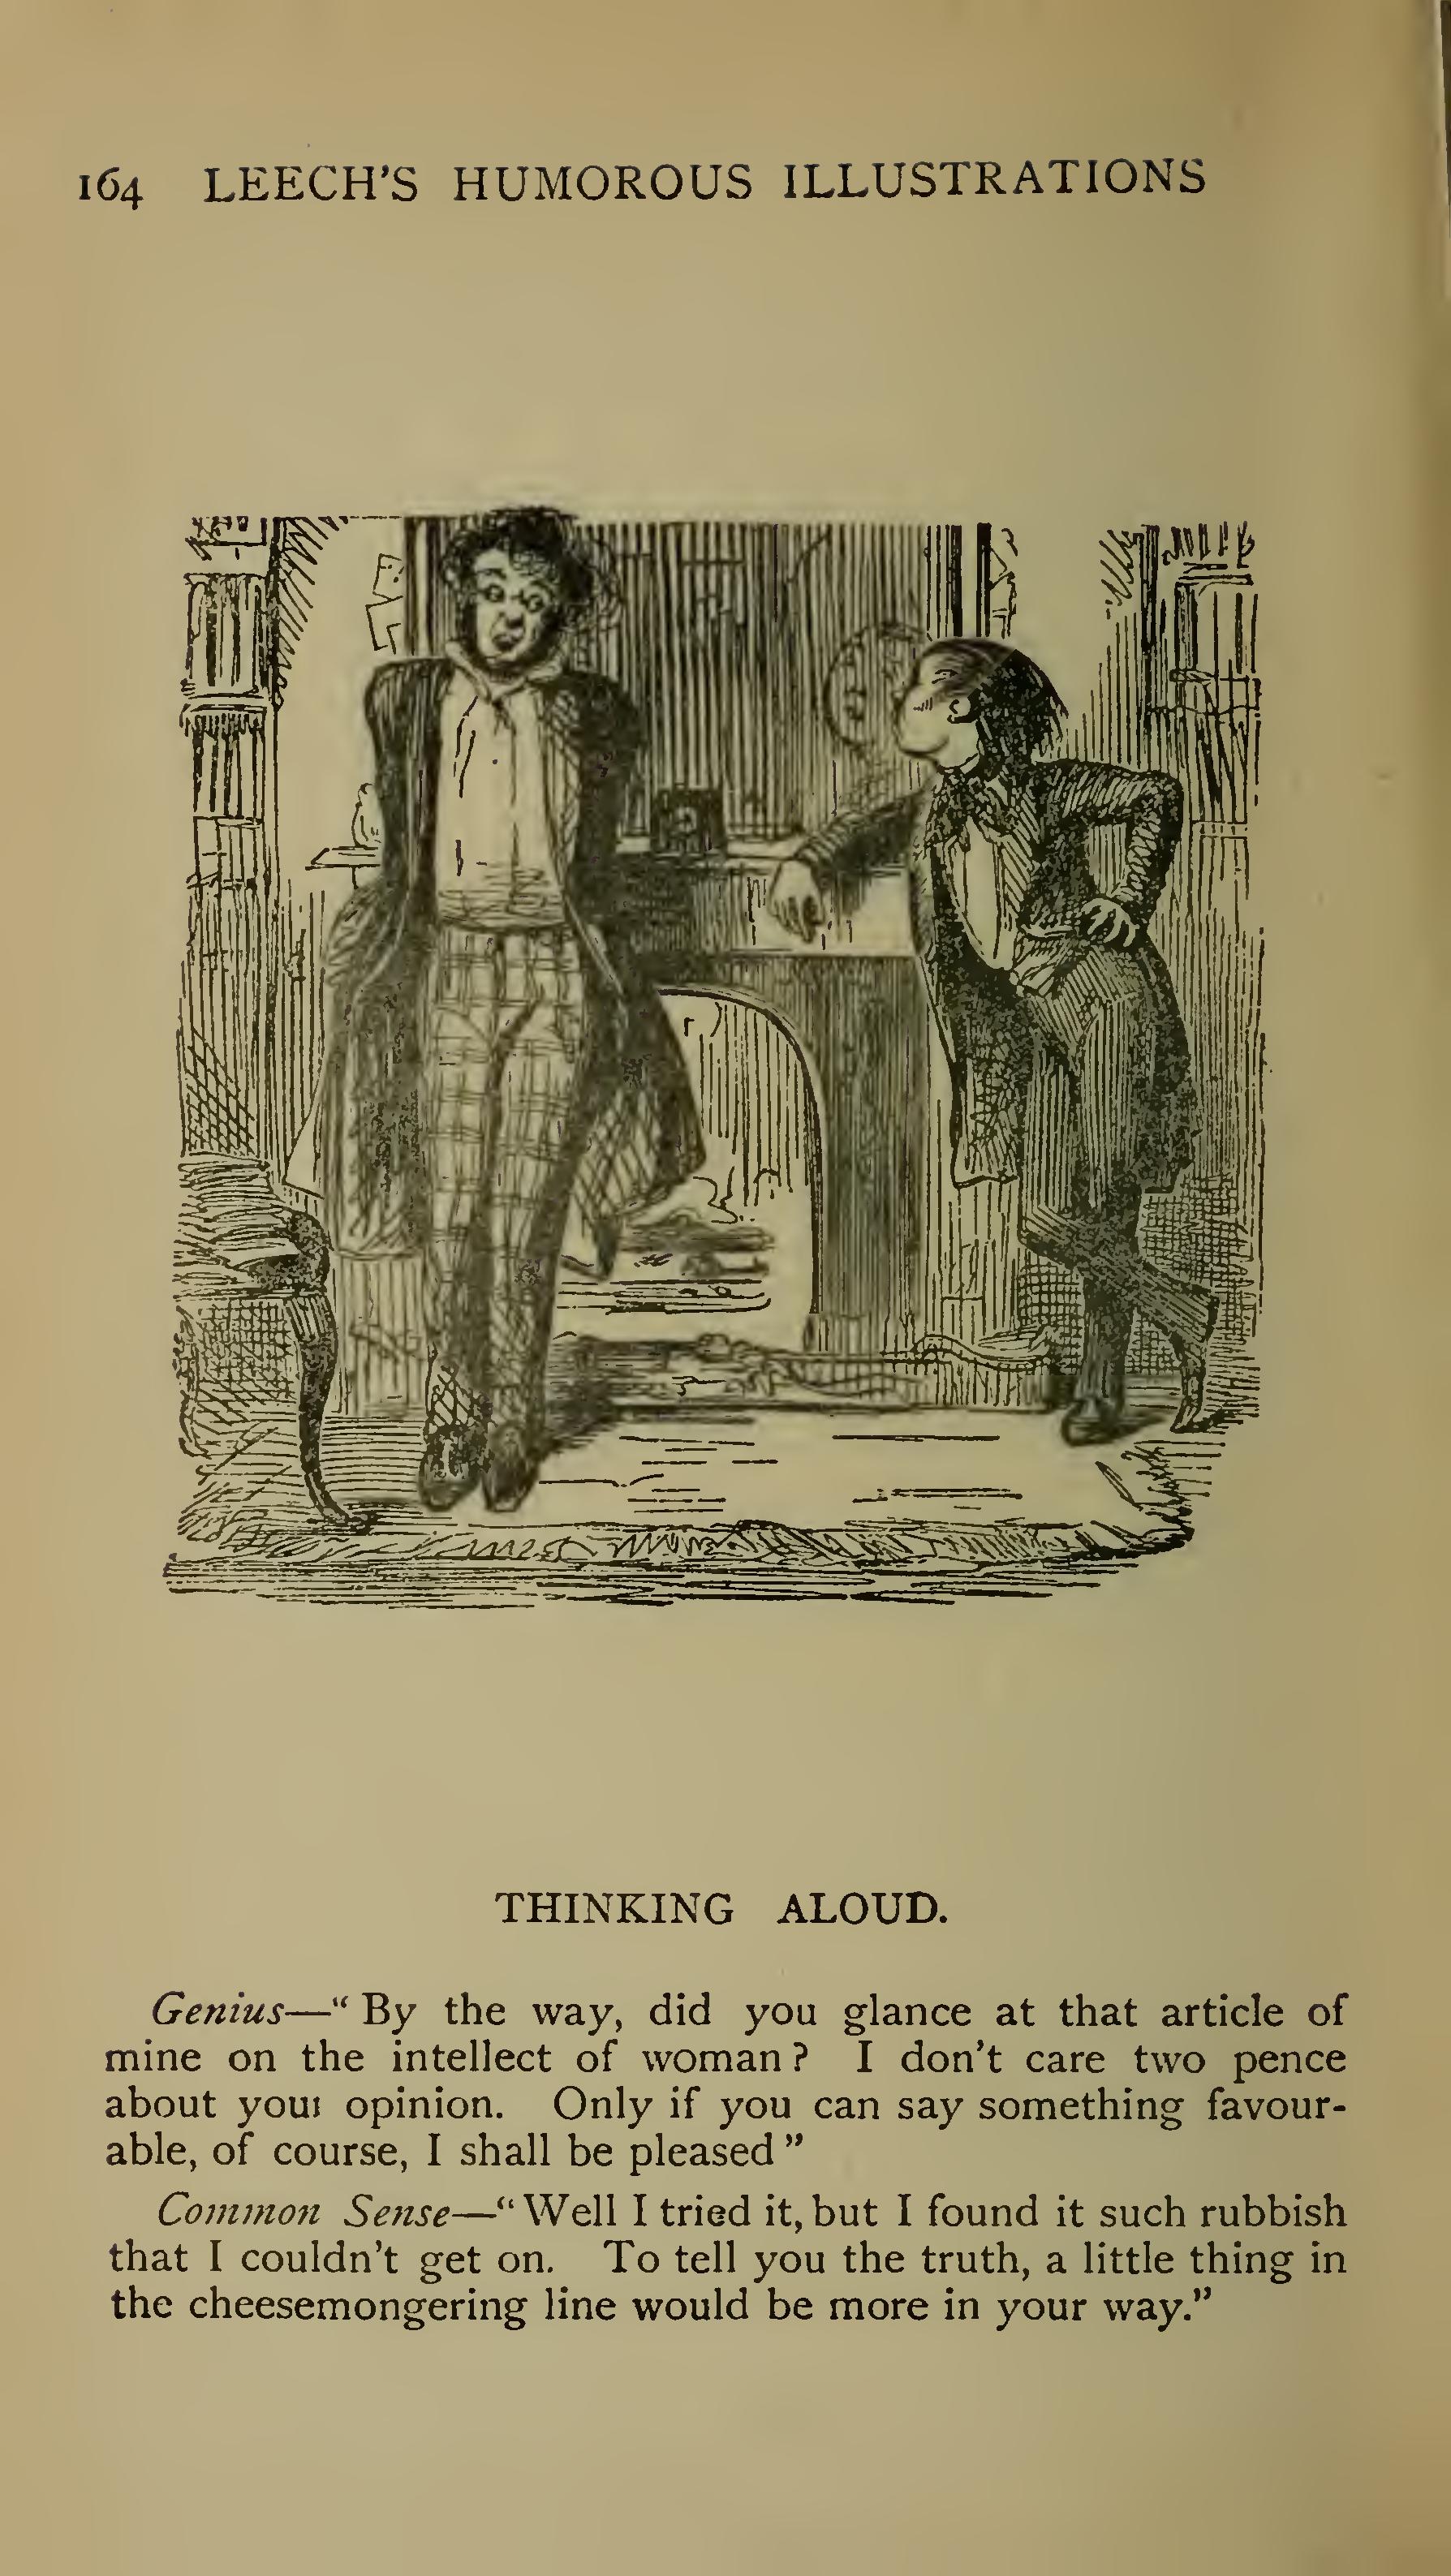 164 LEECH'S HUMOROUS ILLUSTRATIONS
THINKING ALOUD.
Genius—" By the way, did you glance at that article of
mine on the intellect of woman ? I don't care two pence
about your opinion. Only if you can say something favour-
able, of course, I shall be pleased "
Common Sense—" Well I tried it, but I found it such rubbish
that I couldn't get on. To tell you the truth, a little thing in
the cheesemongering line would be more in your way."